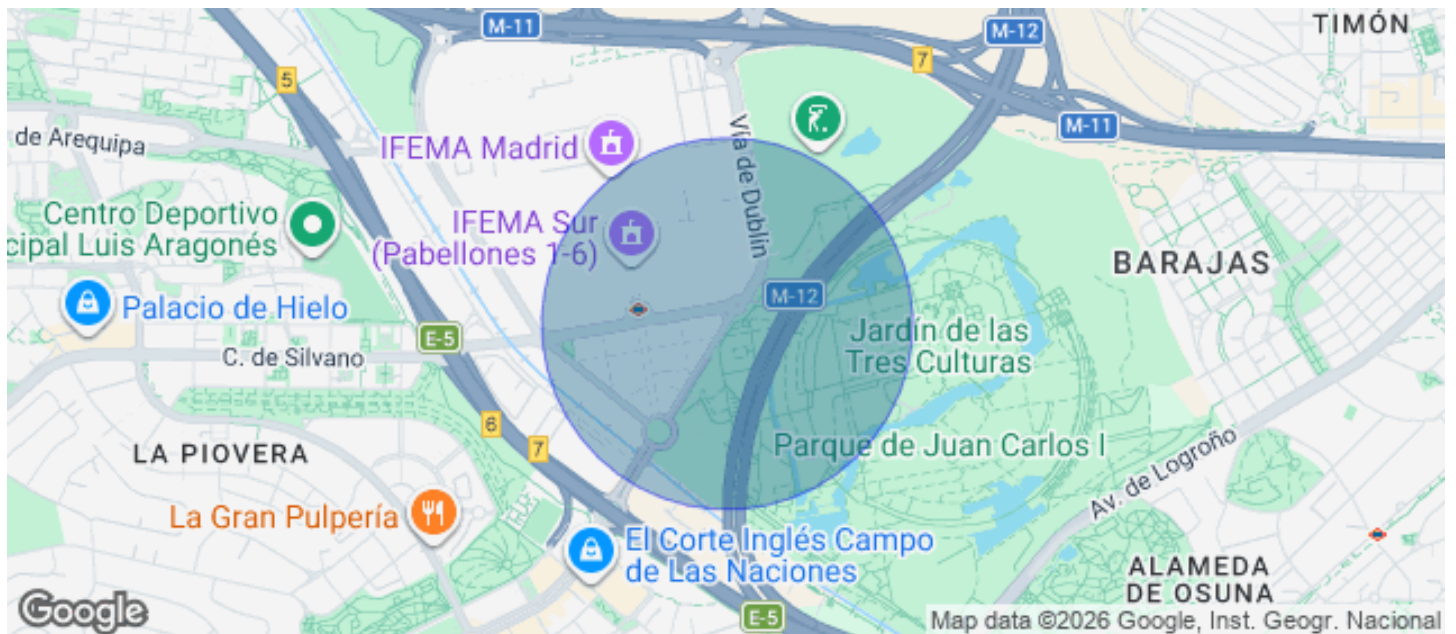 M-11
M-12
TIMÓN
5
7
M-11
de Arequipa
IFEMA Madrid
Vía de Dublín
Centro Deportivo
cipal Luis Aragonés
IFEMA Sur
(Pabellones 1-6)
BARAJAS
Palacio de Hielo
M-12
E-5
C. de Silvano
Jardín de las
Tres Culturas
6
7
LA PIOVERA
Parque de Juan Carlos I
Av. de Logroño
La Gran Pulpería
El Corte Inglés Campo
de Las Naciones
ALAMEDA
DE OSUNA
Google
E-5
Map data ©2026 Google, Inst. Geogr. Nacional